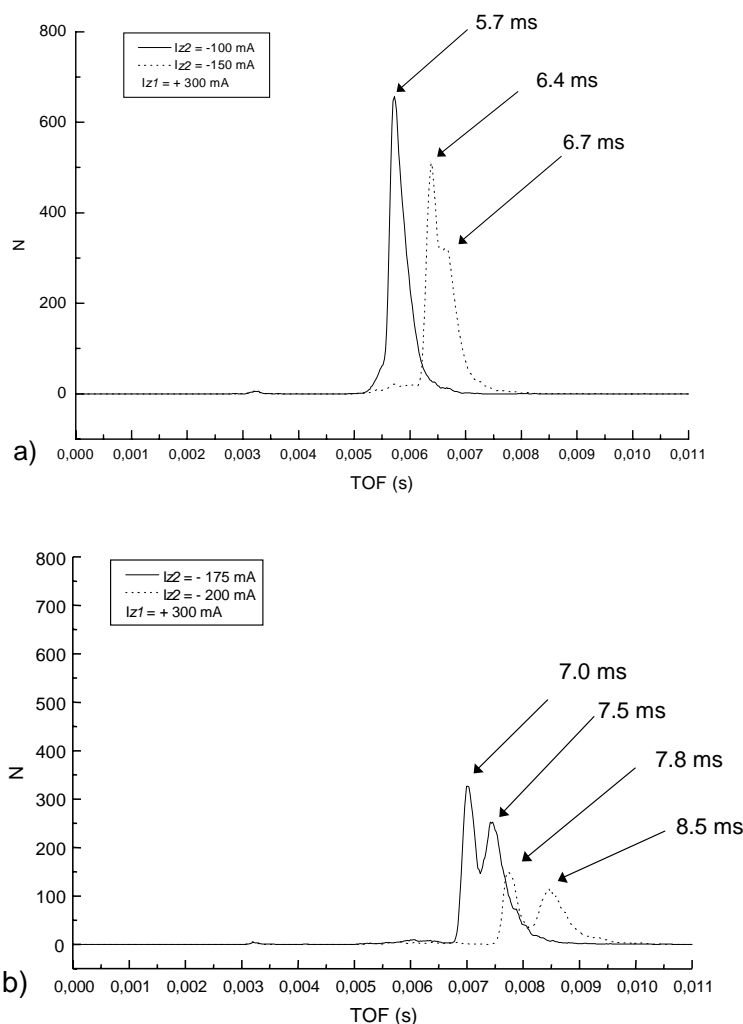 800
600
400
200
0
N
Iz2 = -100 mA
Iz2 = -150 mA
Iz1 = + 300 mA
5.7 ms
6.4 ms
6.7 ms
a)
0,000 0,001 0,002 0,003 0,004 0,005 0,006 0,007 0,008 0,009 0,010 0,011
TOF (s)
800
700
600
500
400
300
200
100
0
N
Iz2 = - 175 mA
Iz2 = - 200 mA
Iz1 = + 300 mA
7.0 ms
7.5 ms
7.8 ms
8.5 ms
b)
0,000 0,001 0,002 0,003 0,004 0,005 0,006 0,007 0,008 0,009 0,010 0,011
TOF (s)